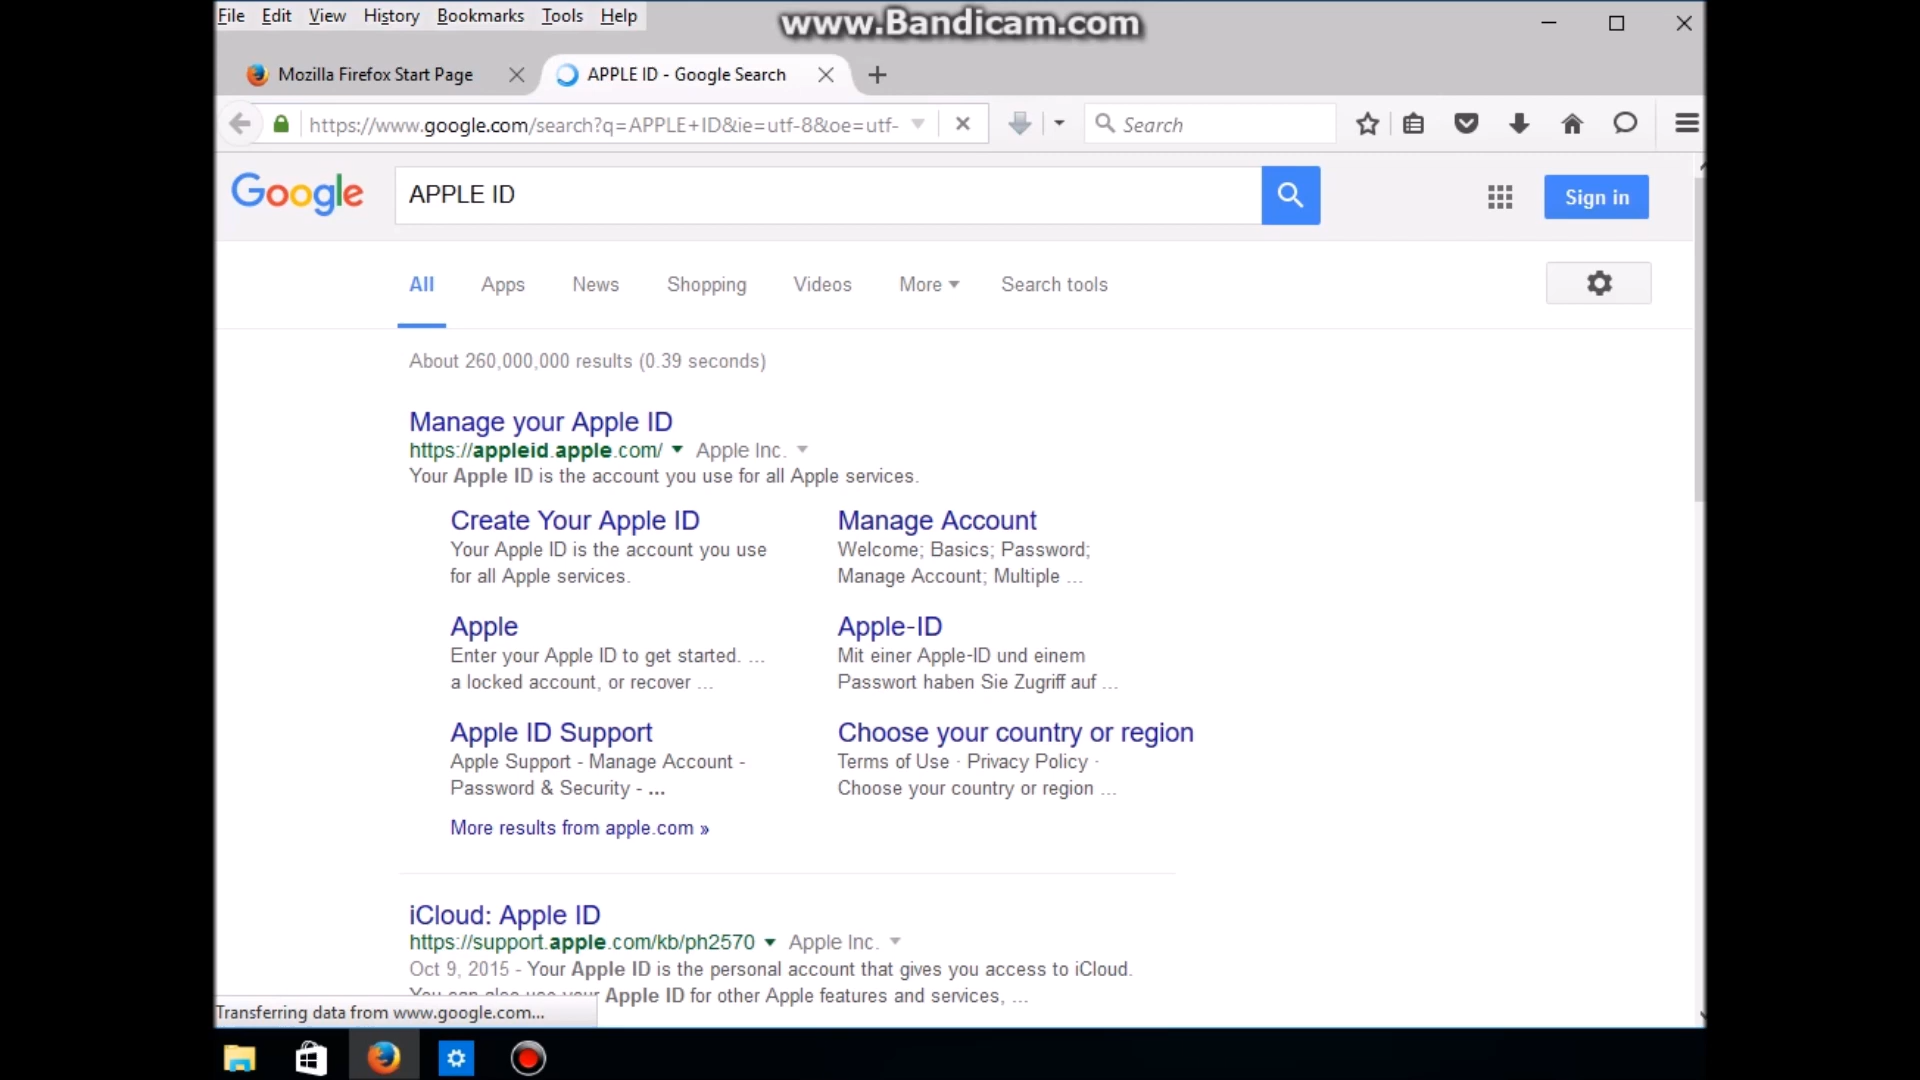 File Edit View History Bookmarks Tools Help
www.Bandicam.com
Mozilla Firefox Start Page
APPLE ID - Google Search
https://www.google.com/search?q=APPLE+ID&ie=utf-8&oe=utf-
Search
Google
APPLE ID
Sign in
All Apps News Shopping Videos More Search tools
About 260,000,000 results (0.39 seconds)
Manage your Apple ID
https://appleid.apple.com/ Apple Inc.
Your Apple ID is the account you use for all Apple services.
Create Your Apple ID
Your Apple ID is the account you use
for all Apple services.
Manage Account
Welcome; Basics; Password;
Manage Account; Multiple ...
Apple
Enter your Apple ID to get started. ...
a locked account, or recover ...
Apple-ID
Mit einer Apple-ID und einem
Passwort haben Sie Zugriff auf ...
Apple ID Support
Apple Support - Manage Account -
Password & Security - ...
Choose your country or region
Terms of Use · Privacy Policy ·
Choose your country or region ...
More results from apple.com »
iCloud: Apple ID
https://support.apple.com/kb/ph2570 Apple Inc.
Oct 9, 2015 - Your Apple ID is the personal account that gives you access to iCloud.
You can also use your Apple ID for other Apple features and services, ...
Transferring data from www.google.com...